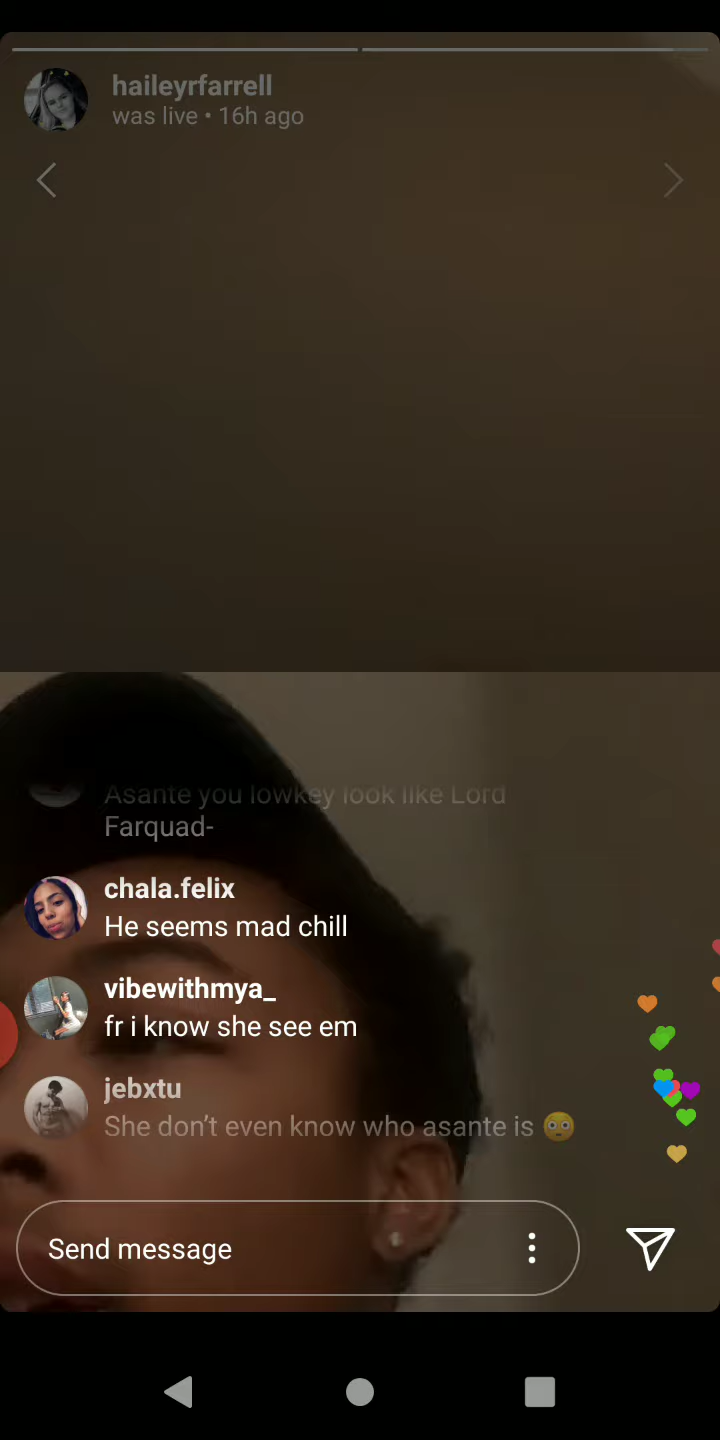 haileyrfarrell
was live • 16h ago
Asante you lowkey look like Lord
Farquad-
chala.felix
He seems mad chill
vibewithmya_
fr i know she see em
jebxtu
She don't even know who asante is 😳
Send message